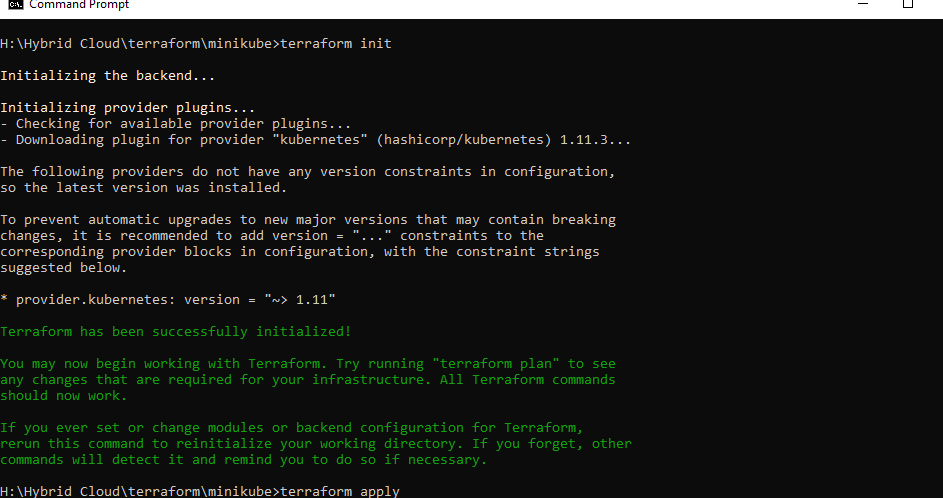 Command Prompt
H:\Hybrid Cloud\terraform\minikube>terraform init
Initializing the backend...
Initializing provider plugins...
- Checking for available provider plugins...
- Downloading plugin for provider "kubernetes" (hashicorp/kubernetes) 1.11.3...
The following providers do not have any version constraints in configuration,
so the latest version was installed.
To prevent automatic upgrades to new major versions that may contain breaking
changes, it is recommended to add version = "..." constraints to the
corresponding provider blocks in configuration, with the constraint strings
suggested below.
* provider.kubernetes: version = "~> 1.11"
Terraform has been successfully initialized!
You may now begin working with Terraform. Try running "terraform plan" to see
any changes that are required for your infrastructure. All Terraform commands
should now work.
If you ever set or change modules or backend configuration for Terraform,
rerun this command to reinitialize your working directory. If you forget, other
commands will detect it and remind you to do so if necessary.
H:\Hybrid Cloud\terraform\minikube>terraform apply